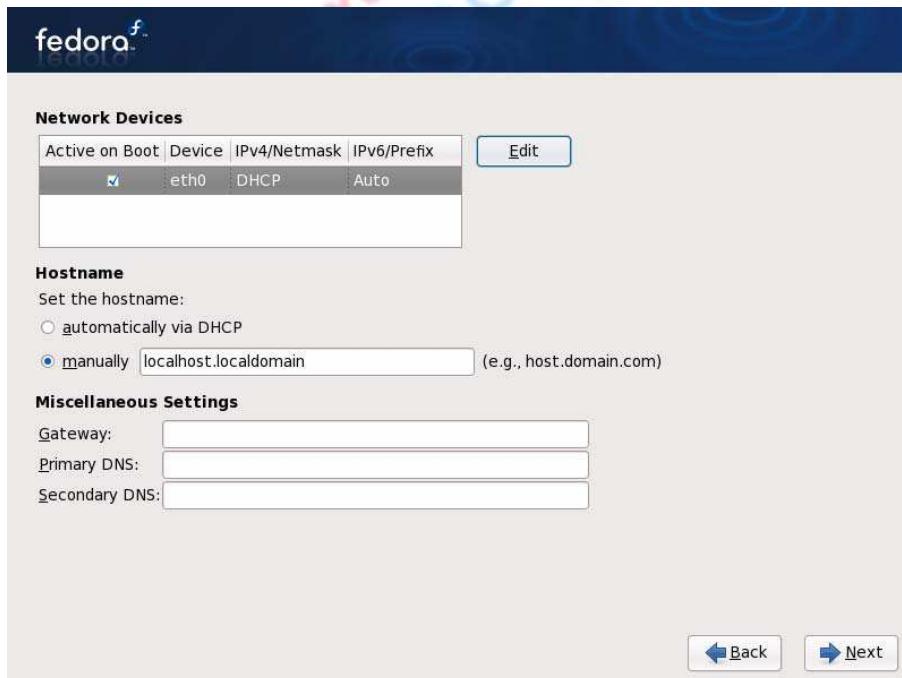 fedora
Network Devices
Active on Boot Device IPv4/Netmask IPv6/Prefix
Edit
eth0 DHCP Auto
Hostname
Set the hostname:
automatically via DHCP
manually localhost.localdomain (e.g., host.domain.com)
Miscellaneous Settings
Gateway:
Primary DNS:
Secondary DNS:
Back Next